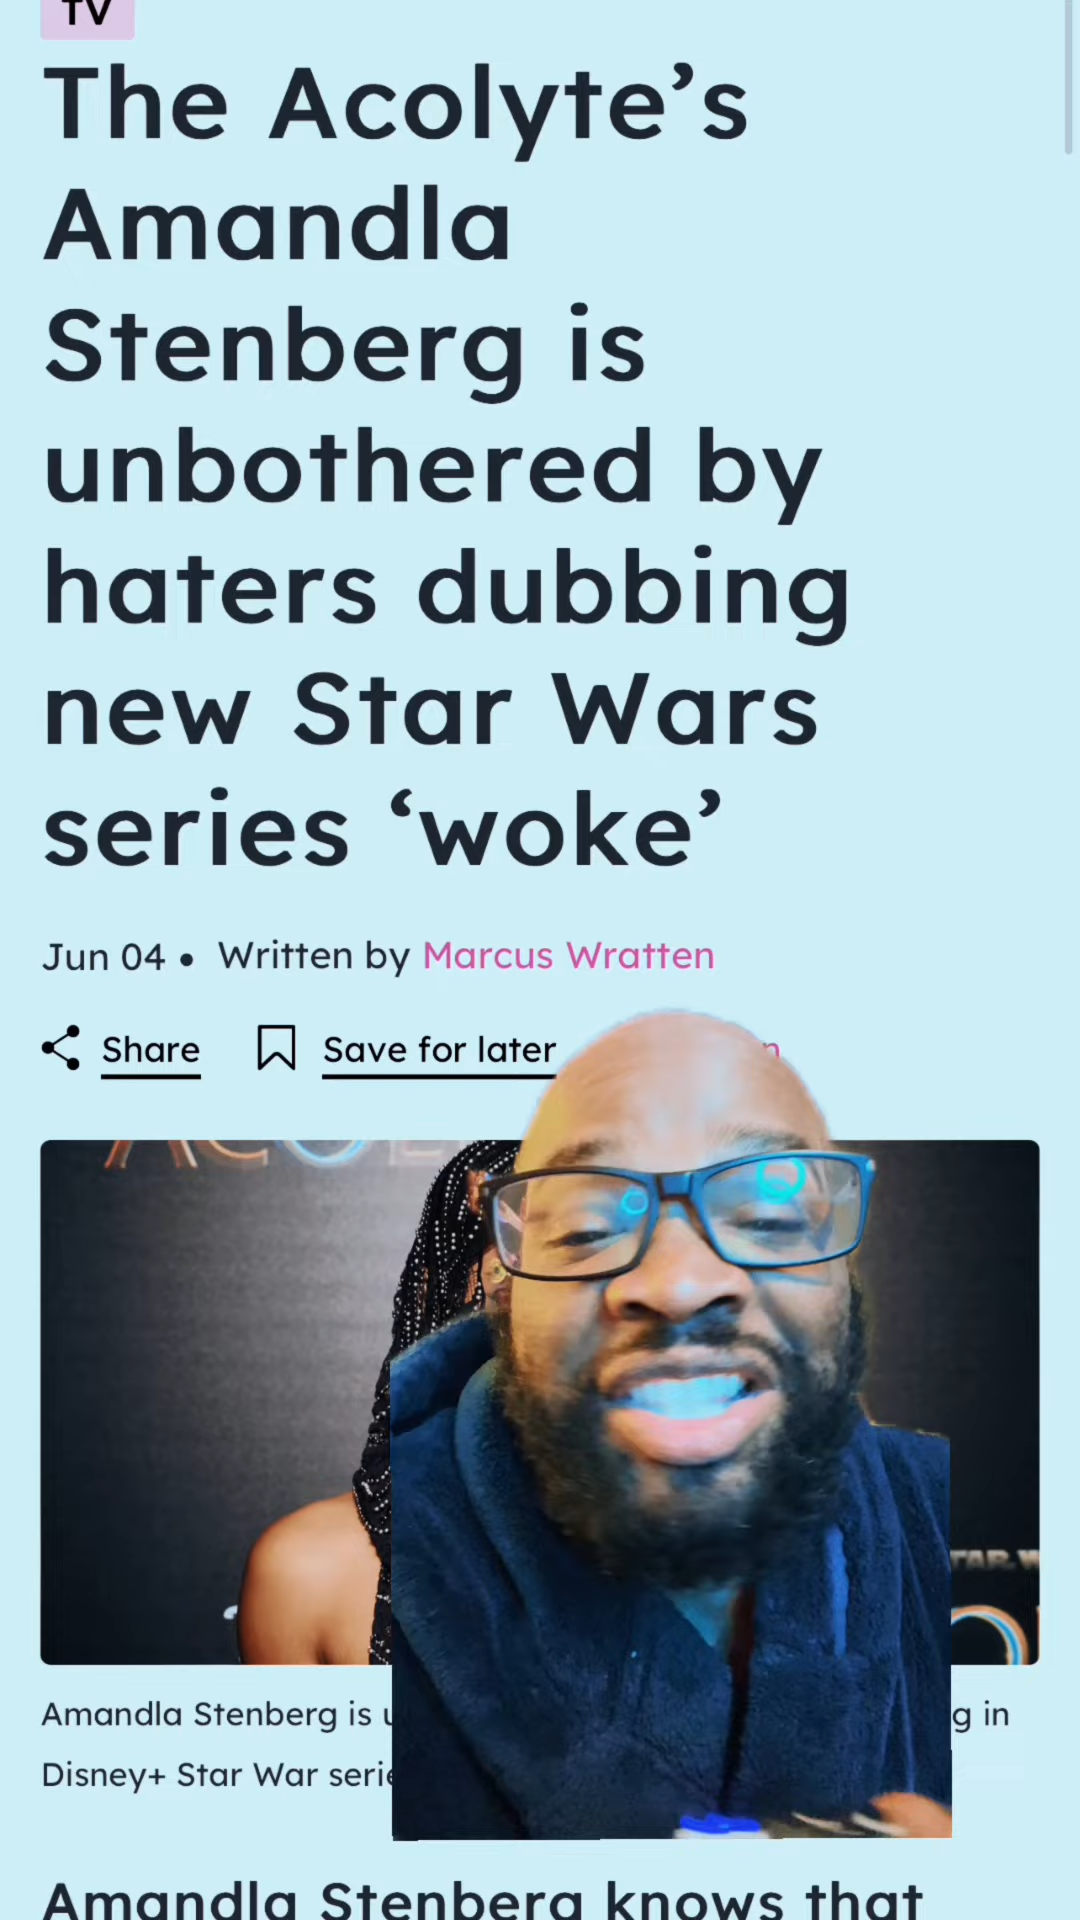 TV
The Acolyte’s
Amandla
Stenberg is
unbothered by
haters dubbing
new Star Wars
series ‘woke’
Jun 04 • Written by Marcus Wratten
Share Save for later
Amandla Stenberg is
in
Disney+ Star War
Amandla Stenberg knows that